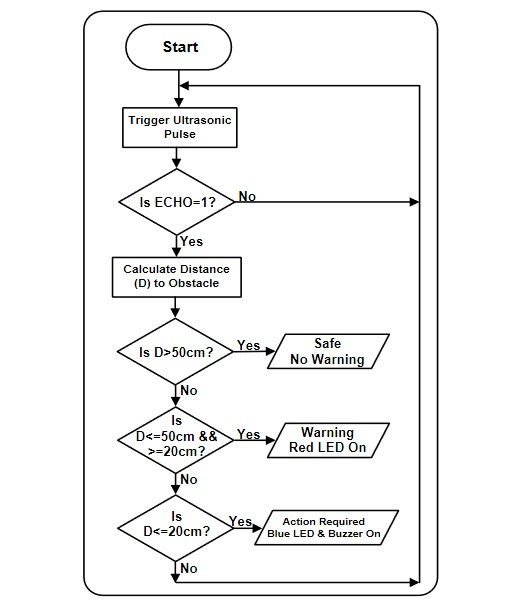 Start
Trigger Ultrasonic
Pulse
Is ECHO=1?
No
Yes
Calculate Distance
(D) to Obstacle
Is D>50cm?
Yes
Safe
No Warning
No
Is
D<=50cm &&
>=20cm?
Yes
Warning
Red LED On
No
Is
D<=20cm?
Yes
Action Required
Blue LED & Buzzer On
No